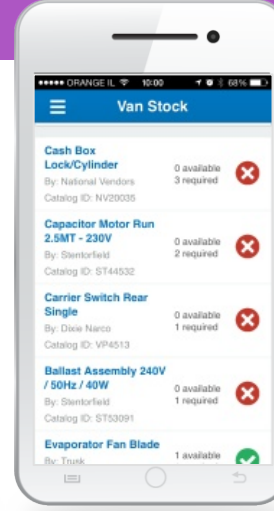 ORANGE IL 10:00 68%
Van Stock
Cash Box
Lock/Cylinder
By: National Vendors
Catalog ID: NV20035
0 available
3 required
Capacitor Motor Run
2.5MT - 230V
By: Stentorfield
Catalog ID: ST44532
0 available
2 required
Carrier Switch Rear
Single
By: Dixie Narco
Catalog ID: VP4513
0 available
1 required
Ballast Assembly 240V
/ 50Hz / 40W
By: Stentorfield
Catalog ID: ST53091
0 available
1 required
Evaporator Fan Blade
By: Trusk
1 available